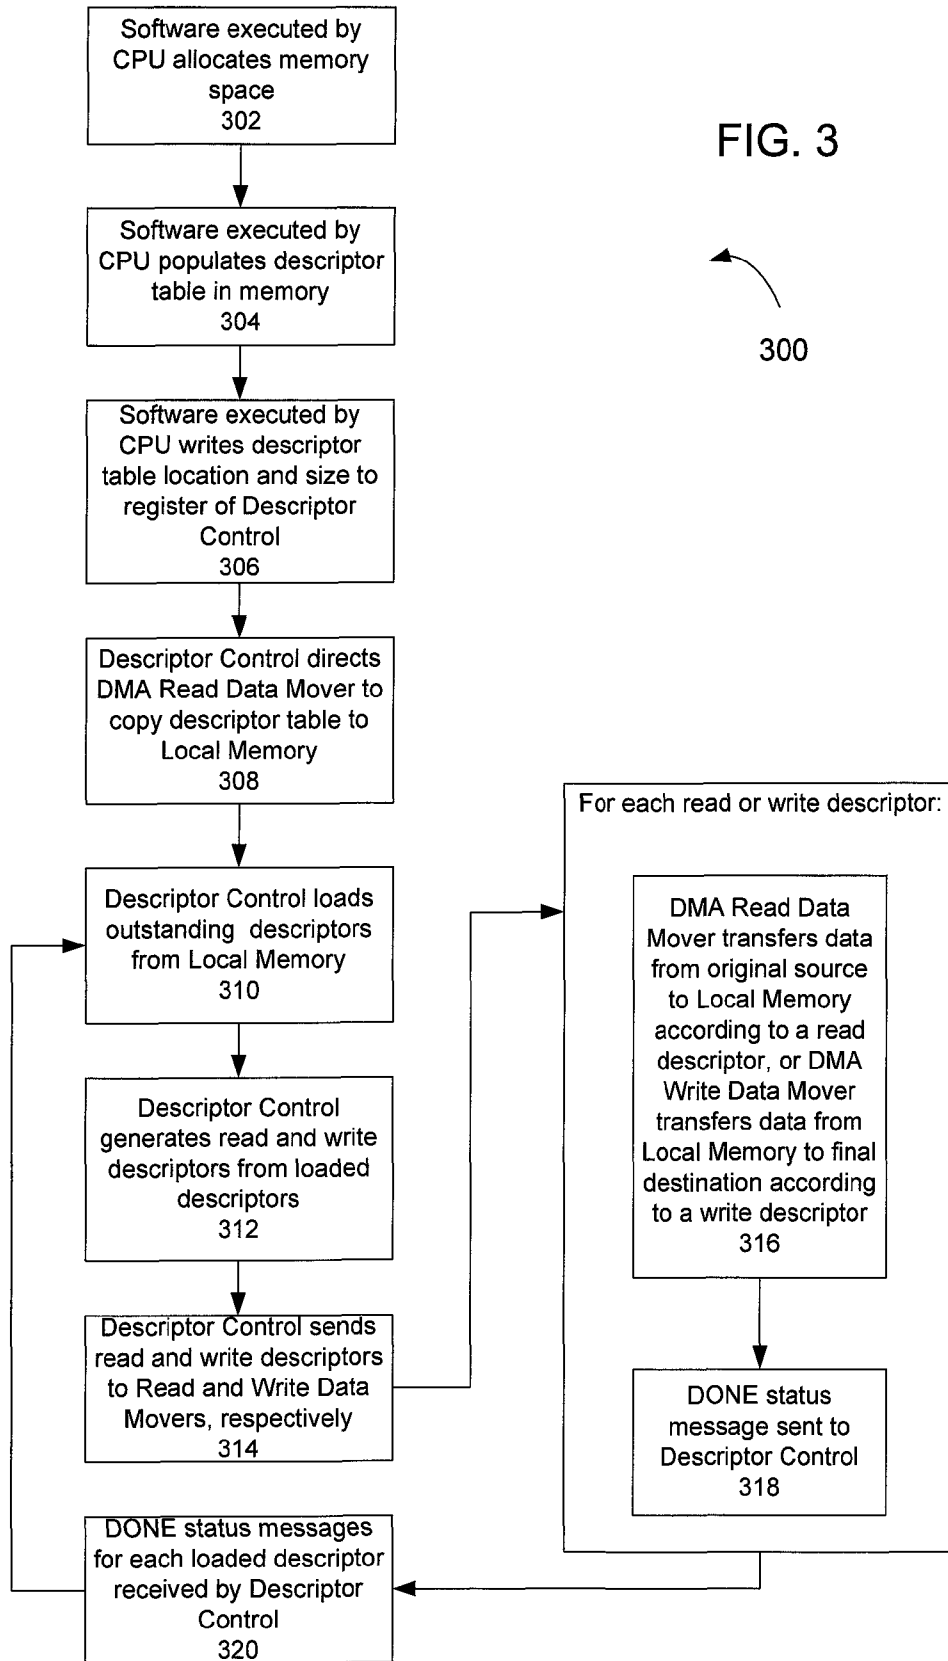 Software executed by
CPU allocates memory
space
302
FIG. 3
Software executed by
CPU populates descriptor
table in memory
304
300
Software executed by
CPU writes descriptor
table location and size to
register of Descriptor
Control
306
Descriptor Control directs
DMA Read Data Mover to
copy descriptor table to
Local Memory
308
Descriptor Control loads
outstanding descriptors
from Local Memory
310
Descriptor Control
generates read and write
descriptors from loaded
descriptors
312
Descriptor Control sends
read and write descriptors
to Read and Write Data
Movers, respectively
314
For each read or write descriptor:
DMA Read Data
Mover transfers data
from original source
to Local Memory
according to a read
descriptor, or DMA
Write Data Mover
transfers data from
Local Memory to final
destination according
to a write descriptor
316
DONE status
message sent to
Descriptor Control
318
DONE status messages
for each loaded descriptor
received by Descriptor
Control
320